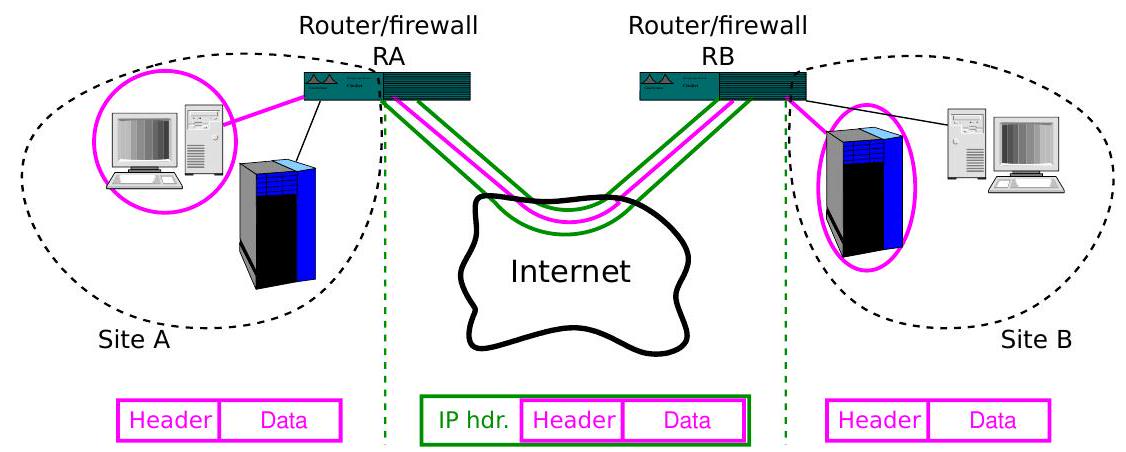 Router/firewall
RA
Router/firewall
RB
Internet
Site A
Site B
Header
Data
IP hdr.
Header
Data
Header
Data